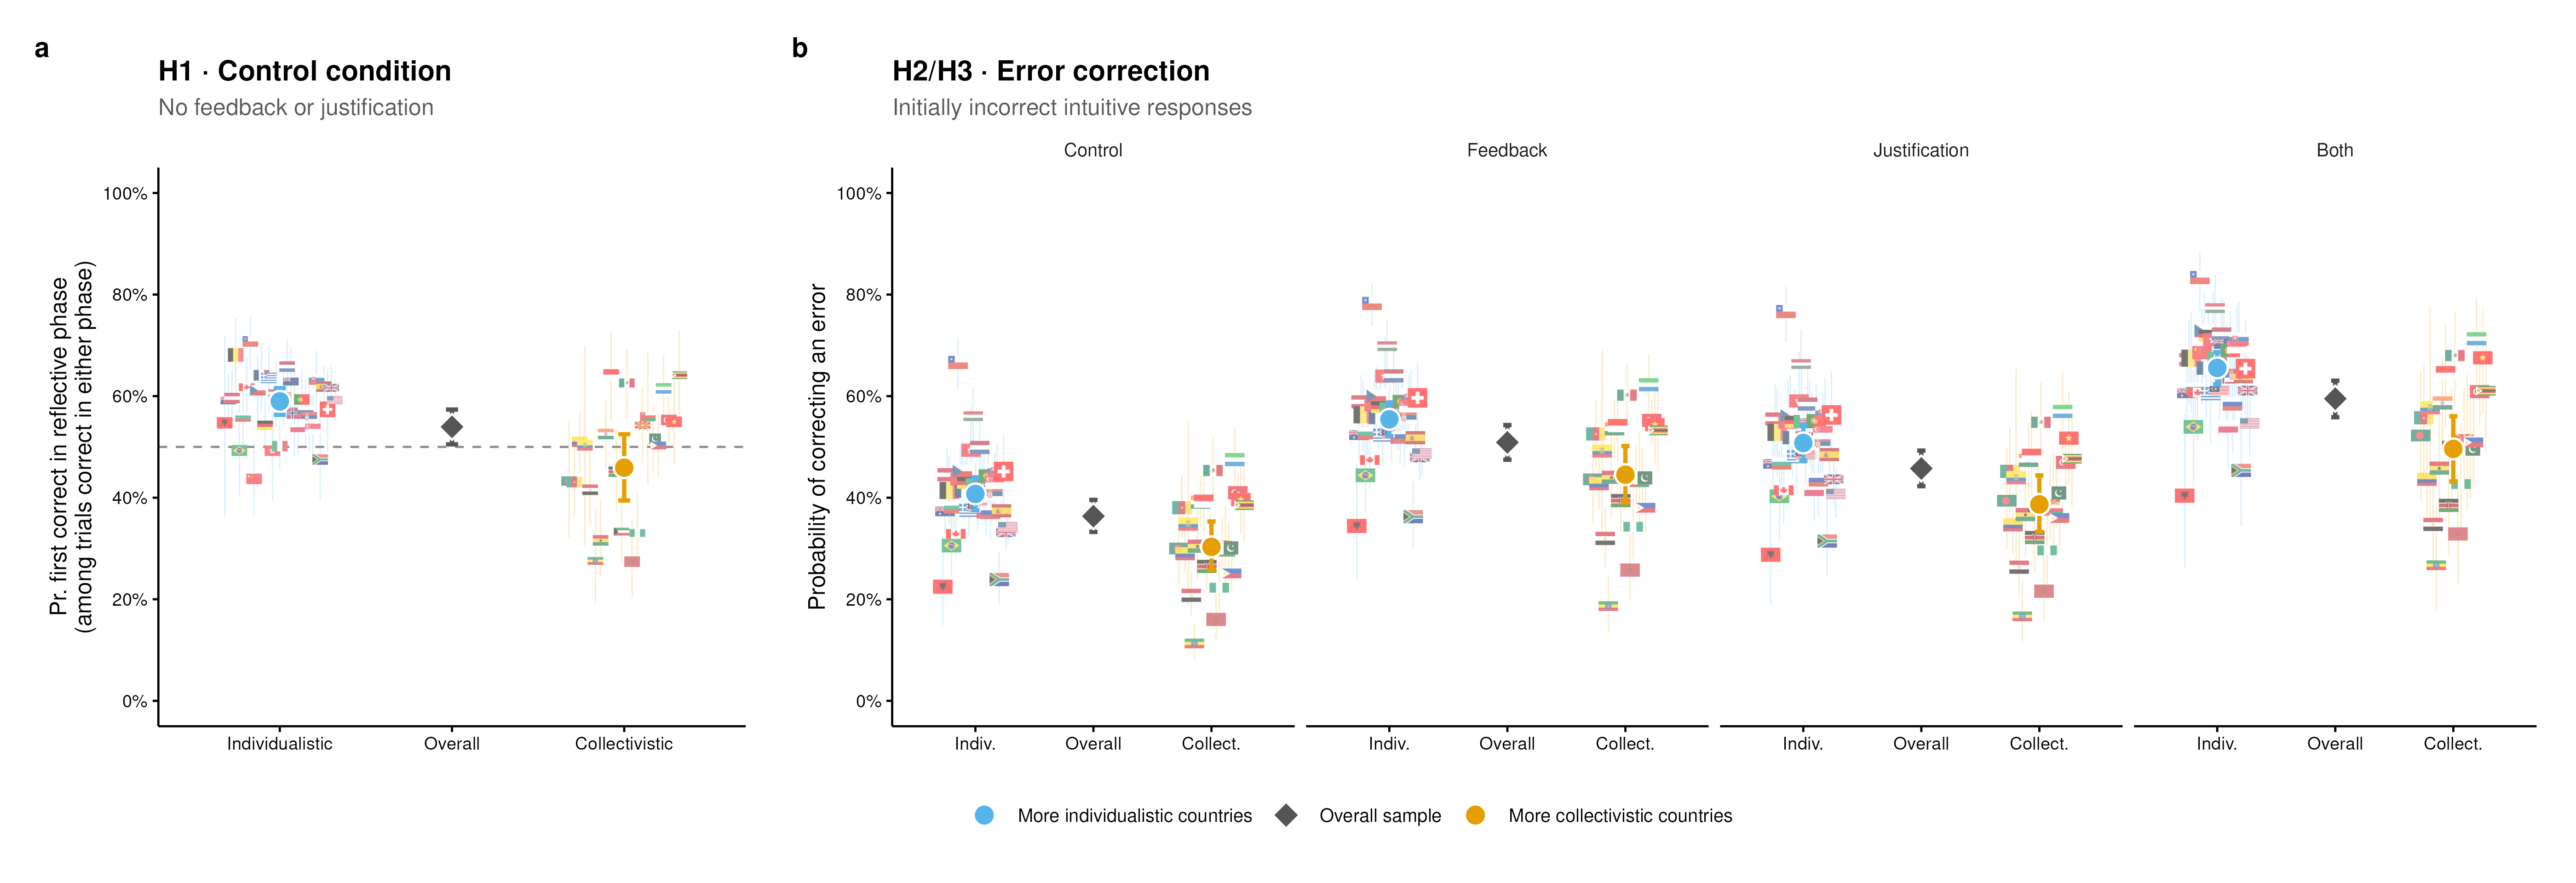 a
H1 · Control condition
No feedback or justification
Pr. first correct in reflective phase
(among trials correct in either phase)
100%
80%
60%
40%
20%
0%
Individualistic
Overall
Collectivistic
b
H2/H3 · Error correction
Initially incorrect intuitive responses
Control
Feedback
Justification
Both
Probability of correcting an error
100%
80%
60%
40%
20%
0%
Indiv.
Overall
Collect.
Indiv.
Overall
Collect.
Indiv.
Overall
Collect.
Indiv.
Overall
Collect.
More individualistic countries
Overall sample
More collectivistic countries